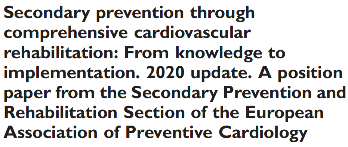 Secondary prevention through
comprehensive cardiovascular
rehabilitation: From knowledge to
implementation. 2020 update. A position
paper from the Secondary Prevention and
Rehabilitation Section of the European
Association of Preventive Cardiology